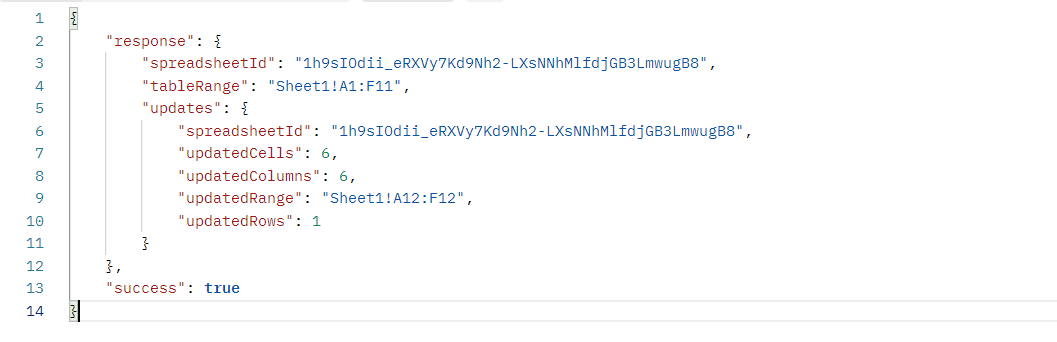 1 {
2 "response": {
3 "spreadsheetId": "1h9sIOdii_eRXVy7Kd9Nh2-LXsNNhMlfdjGB3LmwugB8",
4 "tableRange": "Sheet1!A1:F11",
5 "updates": {
6 "spreadsheetId": "1h9sIOdii_eRXVy7Kd9Nh2-LXsNNhMlfdjGB3LmwugB8",
7 "updatedCells": 6,
8 "updatedColumns": 6,
9 "updatedRange": "Sheet1!A12:F12",
10 "updatedRows": 1
11 }
12 },
13 "success": true
14 }